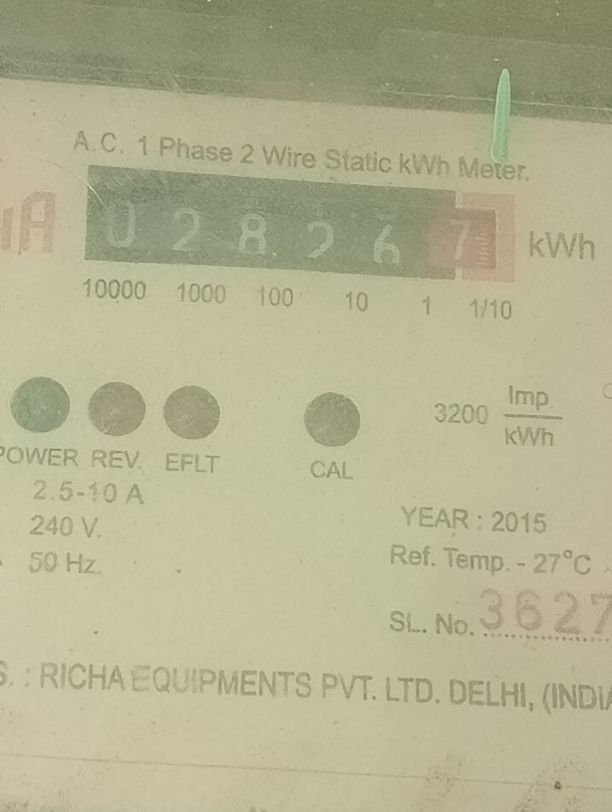 A.C. 1 Phase 2 Wire Static kWh Meter.
0 2 8 2 6 7 kWh
10000 1000 100 10 1 1/10
3200 Imp
kWh
POWER REV. EFLT CAL
2.5-10 A
240 V.
50 Hz.
YEAR : 2015
Ref. Temp. - 27°C
SL. No. 3627
S. : RICHA EQUIPMENTS PVT. LTD. DELHI, (INDIA